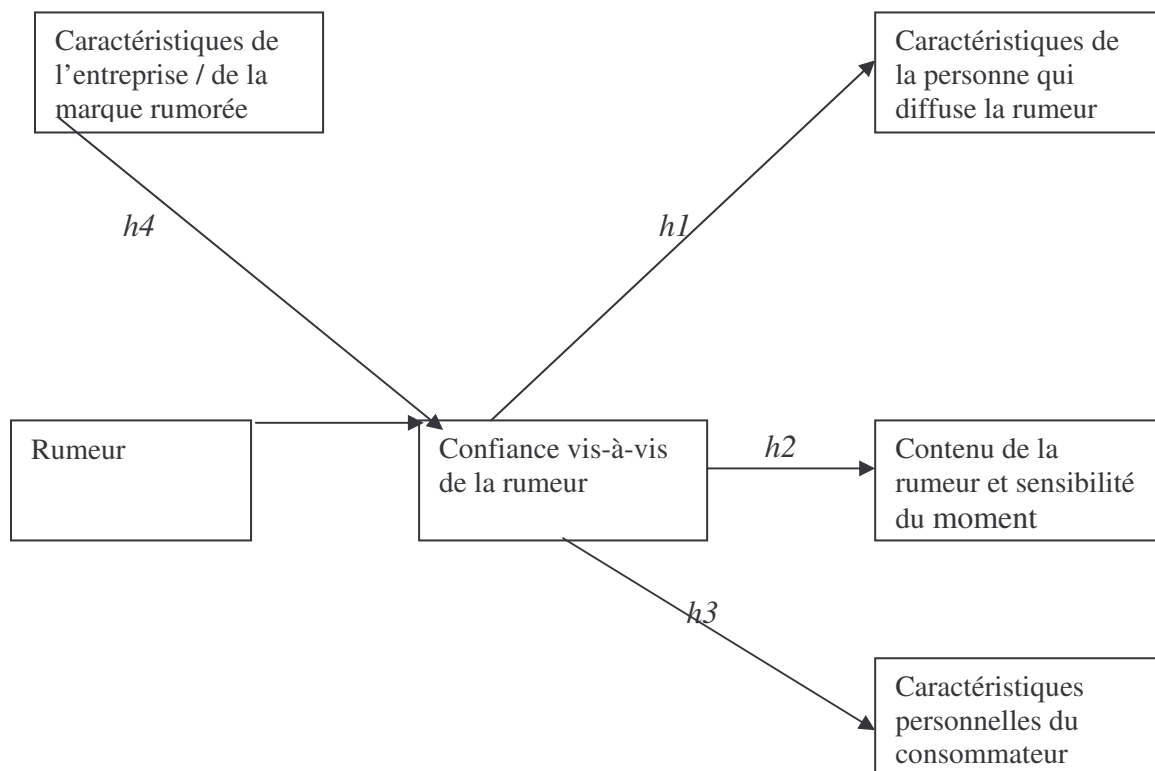 Caractéristiques de
l’entreprise / de la
marque rumorée
Caractéristiques de
la personne qui
diffuse la rumeur
h4
h1
Rumeur
Confiance vis-à-vis
de la rumeur
h2
Contenu de la
rumeur et sensibilité
du moment
h3
Caractéristiques
personnelles du
consommateur